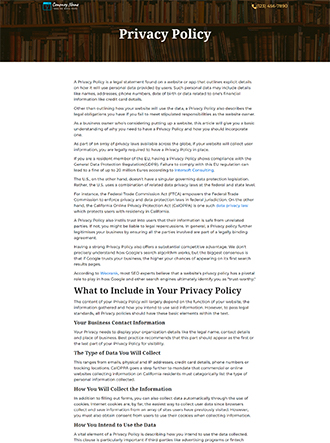 Company Name
(123) 456-7890
Privacy Policy
A Privacy Policy is a legal statement found on a website or app that outlines explicit details
on how it will use personal data provided by users. Such personal data may include details
like names, addresses, phone numbers, date of birth or data related to one's financial
information like credit card details.
Other than outlining how your website will use the data, a Privacy Policy also describes the
legal obligations you have if you fail to meet stipulated responsibilities as the website owner.
As a business owner who's considering putting up a website, this article will give you a basic
understanding of why you need to have a Privacy Policy and how you should incorporate
one.
As part of an array of privacy laws available across the globe, if your website will collect user
information, you are legally required to have a Privacy Policy in place.
If you are a resident member of the EU, having a Privacy Policy shows compliance with the
General Data Protection Regulation(GDPR). Failure to comply with this EU regulation can
lead to a fine of up to 20 million Euros according to Intersoft Consulting.
The U.S., on the other hand, doesn't have a singular governing data protection legislation.
Rather, the U.S. uses a combination of related data privacy laws at the federal and state level.
For instance, the Federal Trade Commission Act (FTCA) empowers the Federal Trade
Commission to enforce privacy and data protection laws in federal jurisdiction. On the other
hand, the California Online Privacy Protection Act (CalOPPA) is one such data privacy law
which protects users with residency in California.
A Privacy Policy also instils trust into users that their information is safe from unrelated
parties. If not, you might be liable to legal repercussions. In general, a Privacy policy further
legitimises your business by ensuring all the parties involved are part of a legally binding
agreement.
Having a strong Privacy Policy also offers a substantial competitive advantage. We don't
precisely understand how Google's search algorithm works, but the biggest consensus is
that if Google trusts your business, the higher your chances of appearing on its first search
results pages.
According to most SEO experts believe that a website's privacy policy has a pivotal
role to play in how Google and other search engines ultimately identify you as "trust worthy."
What to Include in Your Privacy Policy
The content of your Privacy Policy will largely depend on the function of your website, the
information gathered and how you intend to use said information. However, to pass legal
standards, all Privacy policies should have these basic elements within the text.
Your Business Contact Information
Your Privacy needs to display your organization details like the legal name, contact details
and place of business. Best practice recommends that this part should appear as the first
or the last part of your Privacy Policy for visibility.
The Type of Data You Will Collect
This ranges from emails, physical and IP addresses, credit card details, phone numbers or
booking locations. CalOPPA goes a step further to mandate that commercial or online
websites collecting information on California residents must categorically list the type of
personal information collected.
How You Will Collect the Information
In addition to filling out forms, you can also collect data automatically through the use of
cookies. Internet cookies are, by far, the easiest way to collect user data since browsers
collect and save information from an array of sites users have previously visited. However,
you must also obtain consent from users to use their cookies when collecting information.
How You Intend to Use the Data
A vital element of a Privacy Policy is describing how you intend to use the data collected.
This clause is particularly important if third parties like advertising programs or fintech